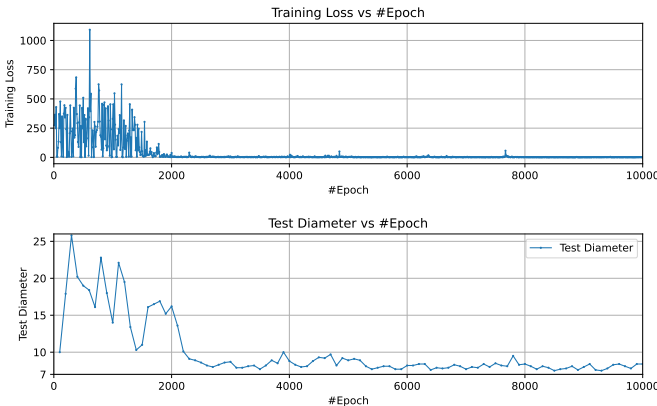 Training Loss vs #Epoch
Training Loss
1000
750
500
250
0
0 2000 4000 6000 8000 10000
#Epoch
Test Diameter vs #Epoch
Test Diameter
25
20
15
10
7
Test Diameter
0 2000 4000 6000 8000 10000
#Epoch